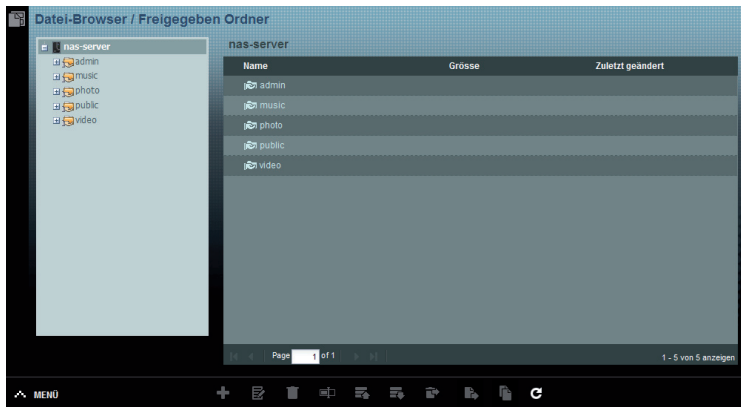 Datei-Browser / Freigegeben Ordner
nas-server
admin
music
photo
public
video
nas-server
Name Grösse Zuletzt geändert
admin
music
photo
public
video
Page 1 of 1
1 - 5 von 5 anzeigen
MENÜ